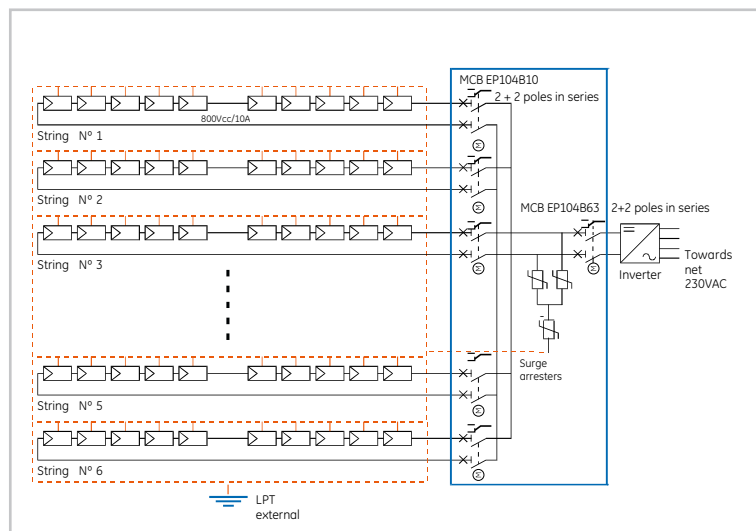 MCB EP104B10
2 + 2 poles in series
800Vcc/10A
String Nº 1
String Nº 2
MCB EP104B63 2+2 poles in series
String Nº 3
Inverter
Towards
net
230VAC
Surge
arresters
String Nº 5
String Nº 6
LPT
external
M
M
M
M
M
M